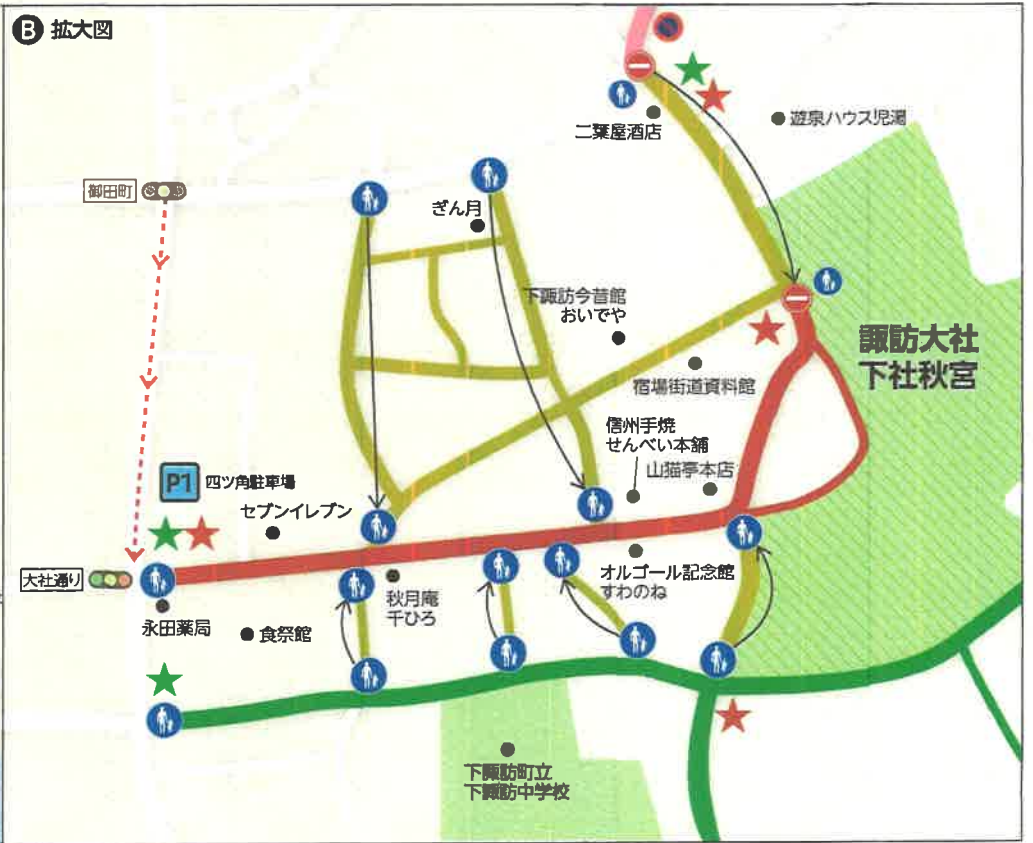 B 拡大図
二葉屋酒店
遊泉ハウス児湯
御田町
ぎん月
下諏訪今昔館
おいでや
諏訪大社
下社秋宮
宿場街道資料館
信州手焼
せんべい本舗
山猫亭本店
P1 四ツ角駐車場
セブンイレブン
大社通り
オルゴール記念館
すわのね
秋月庵
千ひろ
永田薬局
食祭館
下諏訪町立
下諏訪中学校